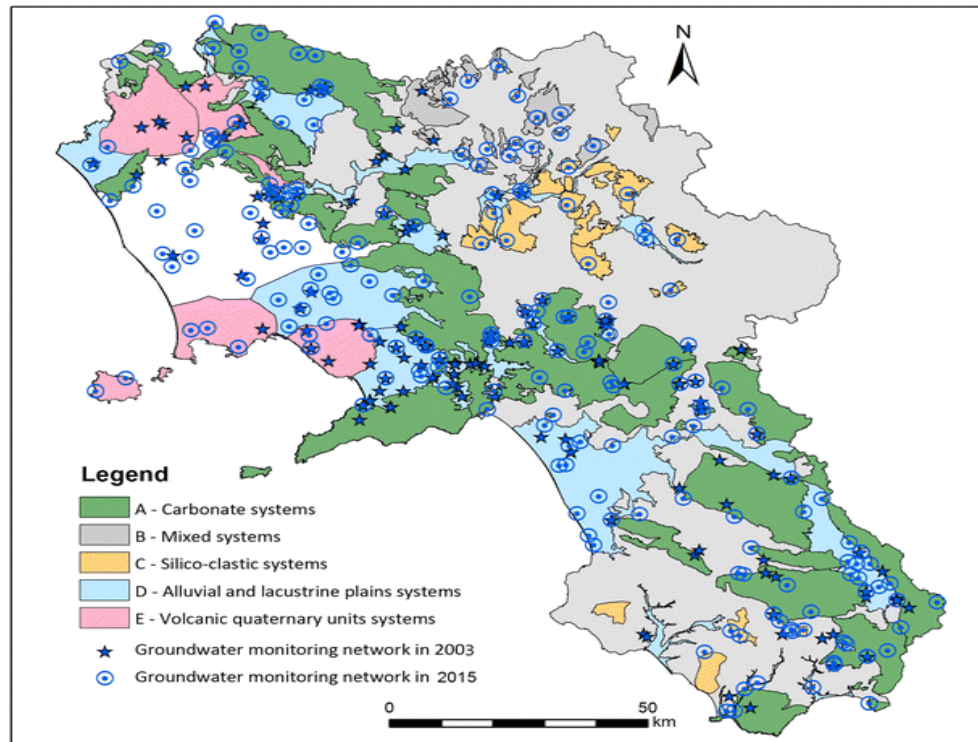 N
Legend
A - Carbonate systems
B - Mixed systems
C - Silico-clastic systems
D - Alluvial and lacustrine plains systems
E - Volcanic quaternary units systems
Groundwater monitoring network in 2003
Groundwater monitoring network in 2015
0 50
km